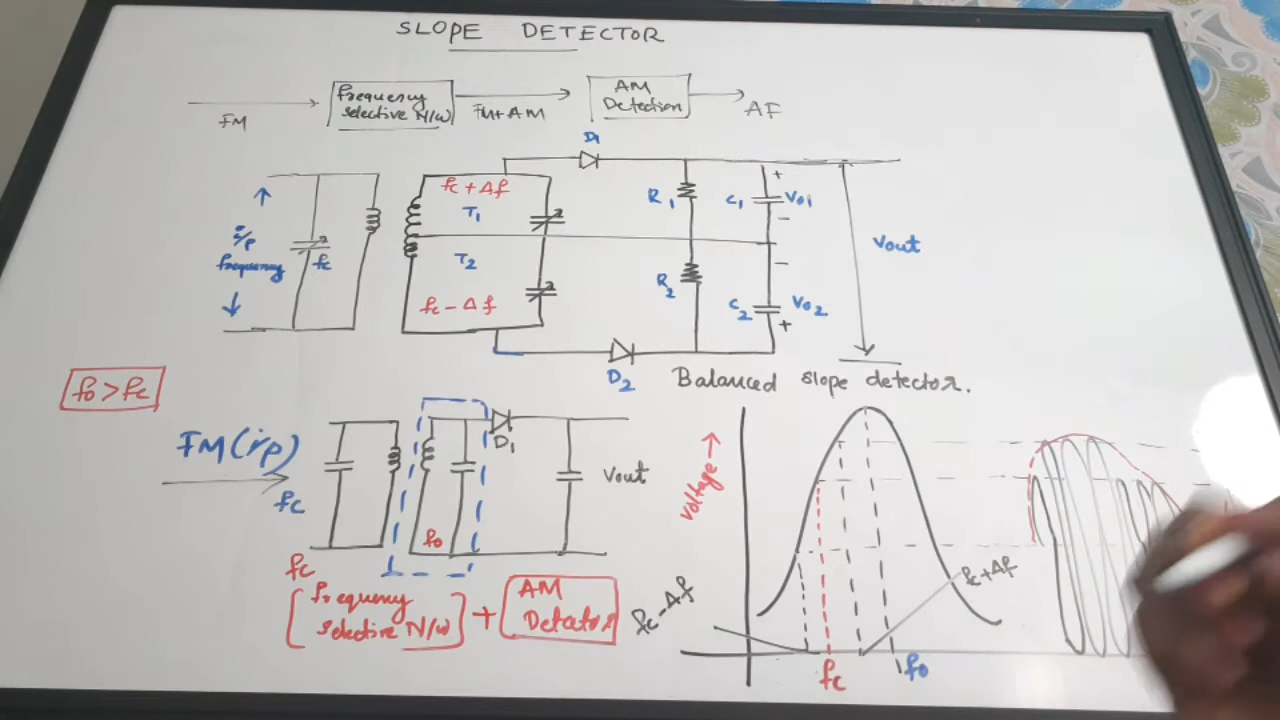 SLOPE DETECTOR
FM
frequency
selective N/W
FM+AM
AM
Detection
AF
i/p
frequency
fc
fc + Δf
T1
T2
fc - Δf
D1
R1
R2
C1
Vo1
C2
Vo2
+
-
-
+
Vout
D2
Balanced slope detector.
fo > fc
FM(i/p)
fc
fc
fo
D1
Vout
frequency
selective N/W
+
AM
Detector
voltage →
fc-Δf
fc
fo
fc+Δf